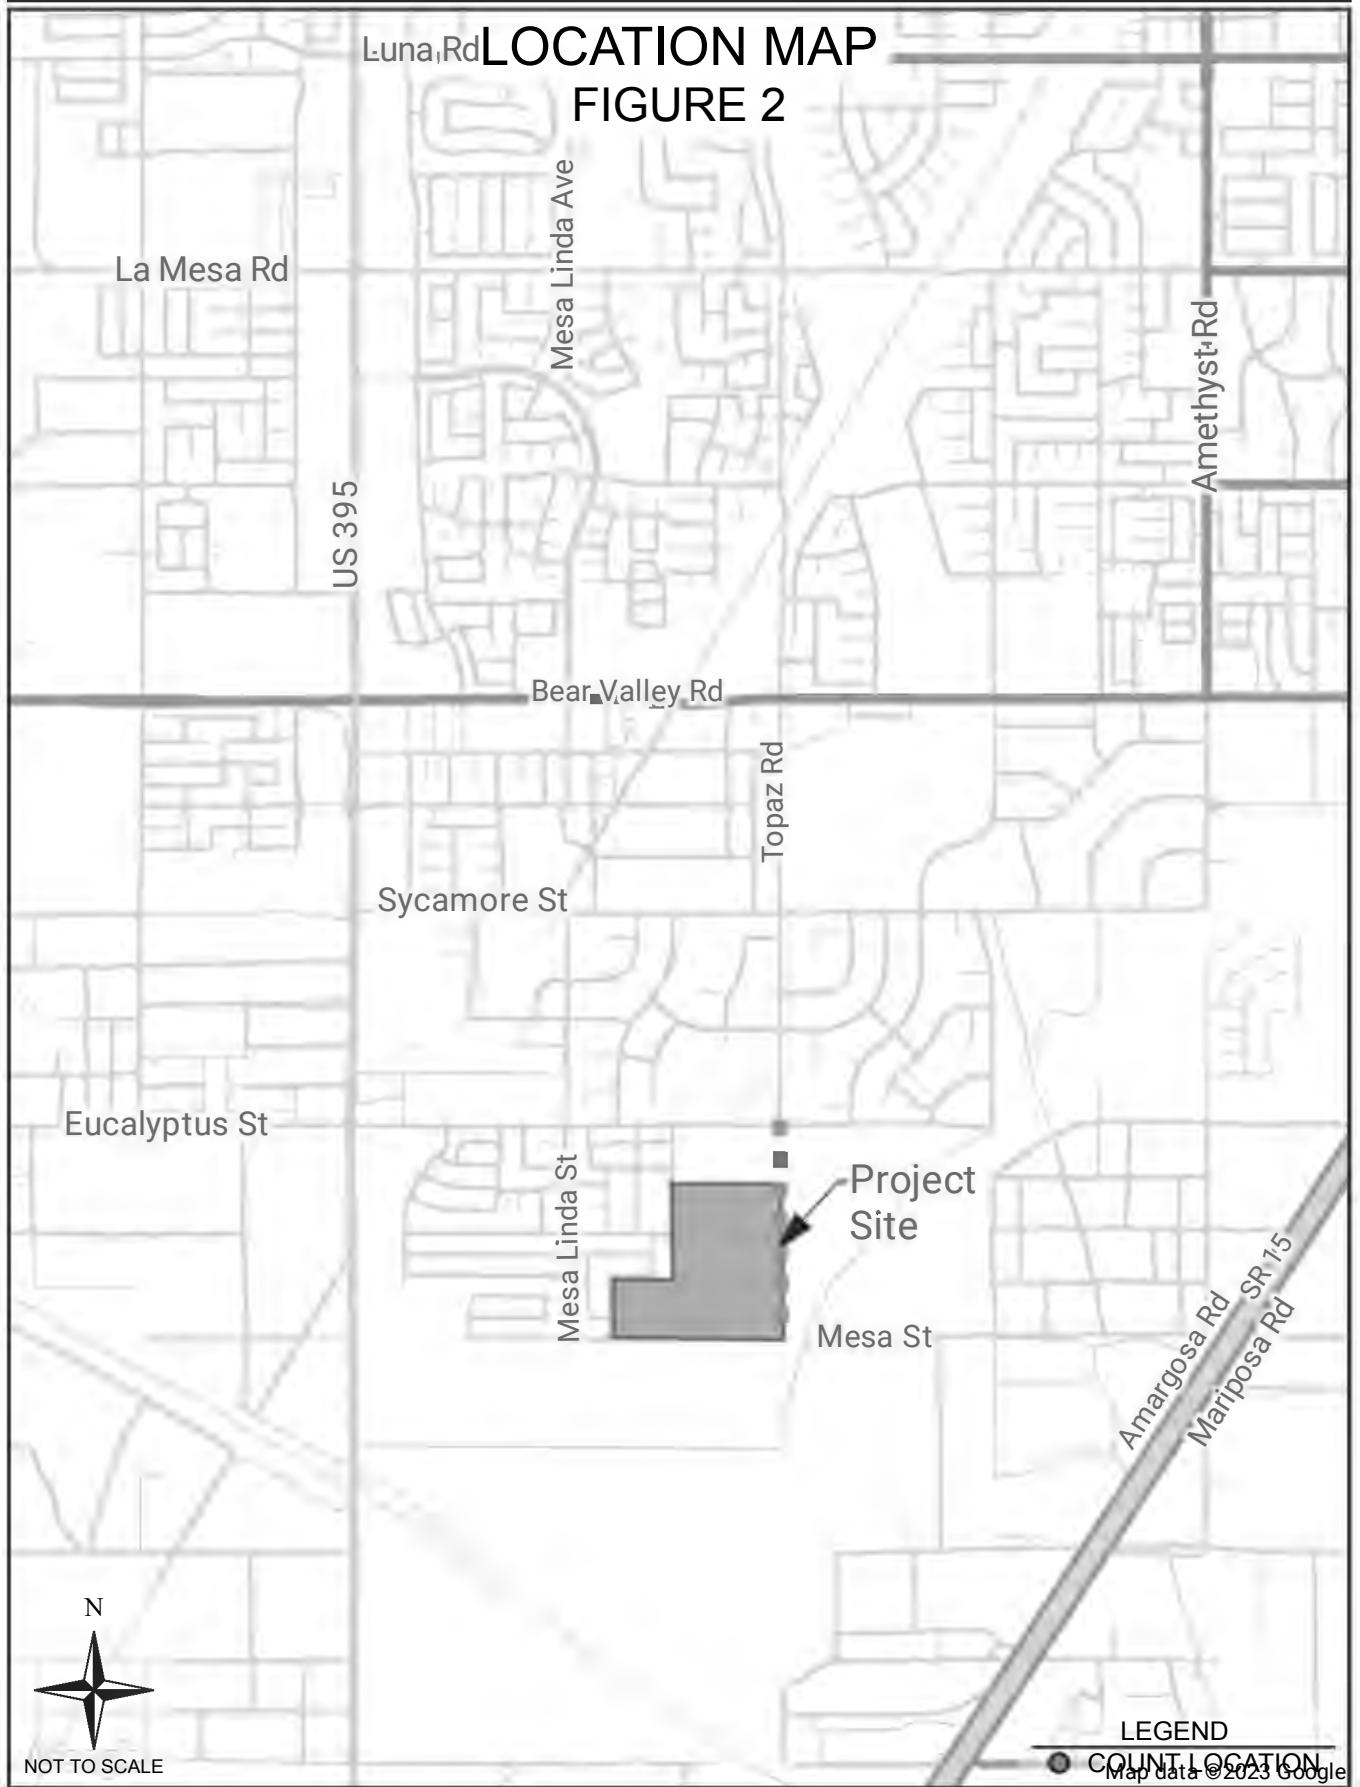 Luna Rd
LOCATION MAP
FIGURE 2
Mesa Linda Ave
La Mesa Rd
Amethyst Rd
US 395
Bear Valley Rd
Topaz Rd
Sycamore St
Eucalyptus St
Mesa Linda St
Project
Site
SR 15
Amargosa Rd
Mariposa Rd
Mesa St
N
NOT TO SCALE
LEGEND
COUNT LOCATION
Map data ©2023 Google